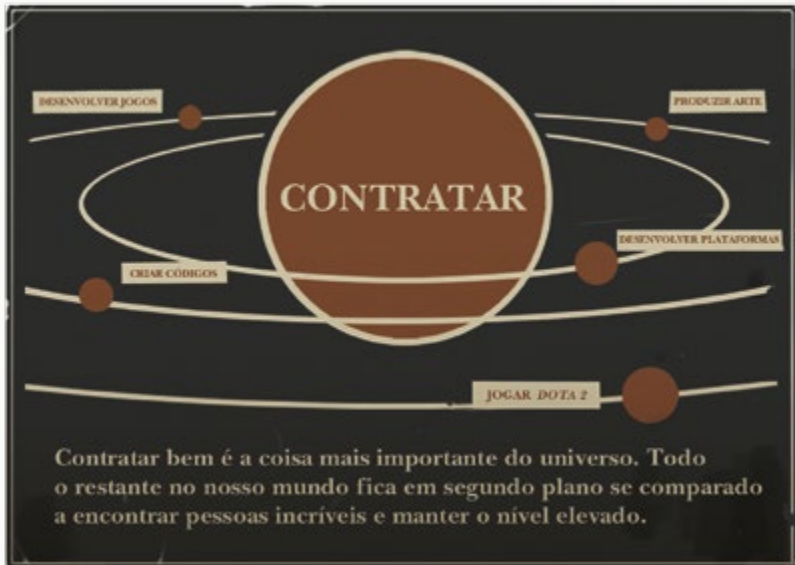 DESENVOLVER JOGOS
PRODUZIR ARTE
CONTRATAR
DESENVOLVER PLATAFORMAS
CRIAR CÓDIGOS
JOGAR DOTA 2
Contratar bem é a coisa mais importante do universo. Todo
o restante no nosso mundo fica em segundo plano se comparado
a encontrar pessoas incríveis e manter o nível elevado.